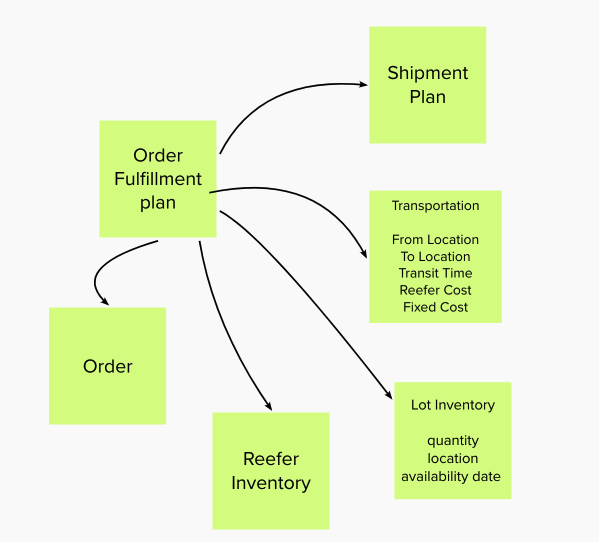 Shipment
Plan
Order
Fulfillment
plan
Transportation
From Location
To Location
Transit Time
Reefer Cost
Fixed Cost
Order
Lot Inventory
quantity
location
availability date
Reefer
Inventory